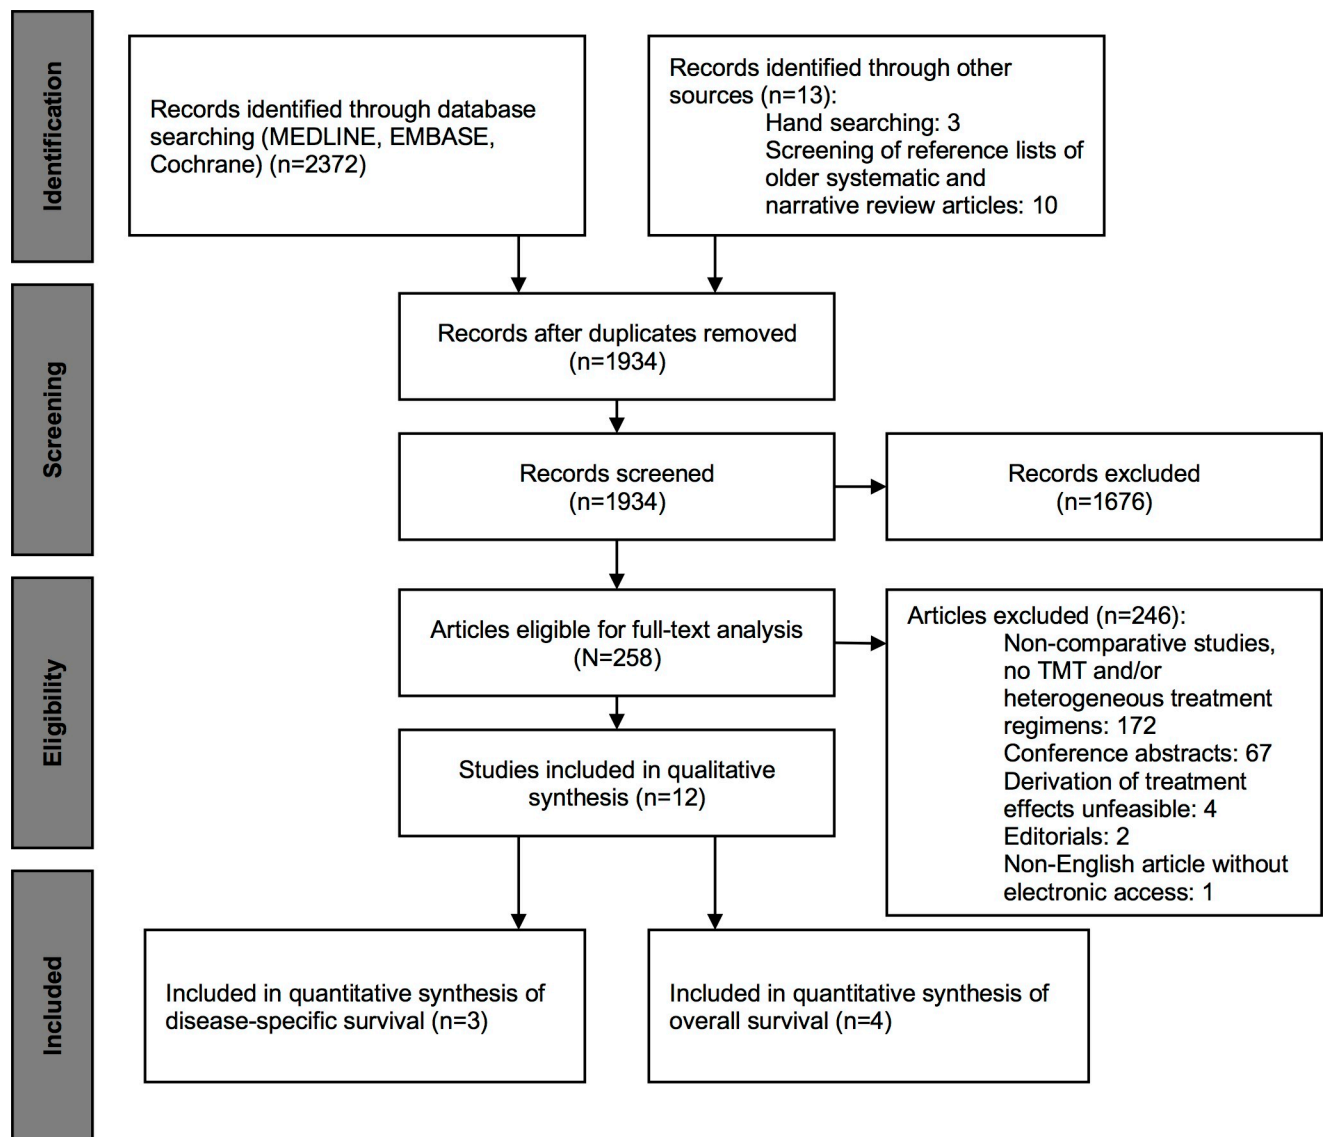 Identification
Records identified through database
searching (MEDLINE, EMBASE,
Cochrane) (n=2372)
Records identified through other
sources (n=13):
Hand searching: 3
Screening of reference lists of
older systematic and
narrative review articles: 10
Screening
Records after duplicates removed
(n=1934)
Records screened
(n=1934)
Records excluded
(n=1676)
Eligibility
Articles eligible for full-text analysis
(N=258)
Articles excluded (n=246):
Non-comparative studies,
no TMT and/or
heterogeneous treatment
regimens: 172
Conference abstracts: 67
Derivation of treatment
effects unfeasible: 4
Editorials: 2
Non-English article without
electronic access: 1
Studies included in qualitative
synthesis (n=12)
Included
Included in quantitative synthesis of
disease-specific survival (n=3)
Included in quantitative synthesis of
overall survival (n=4)